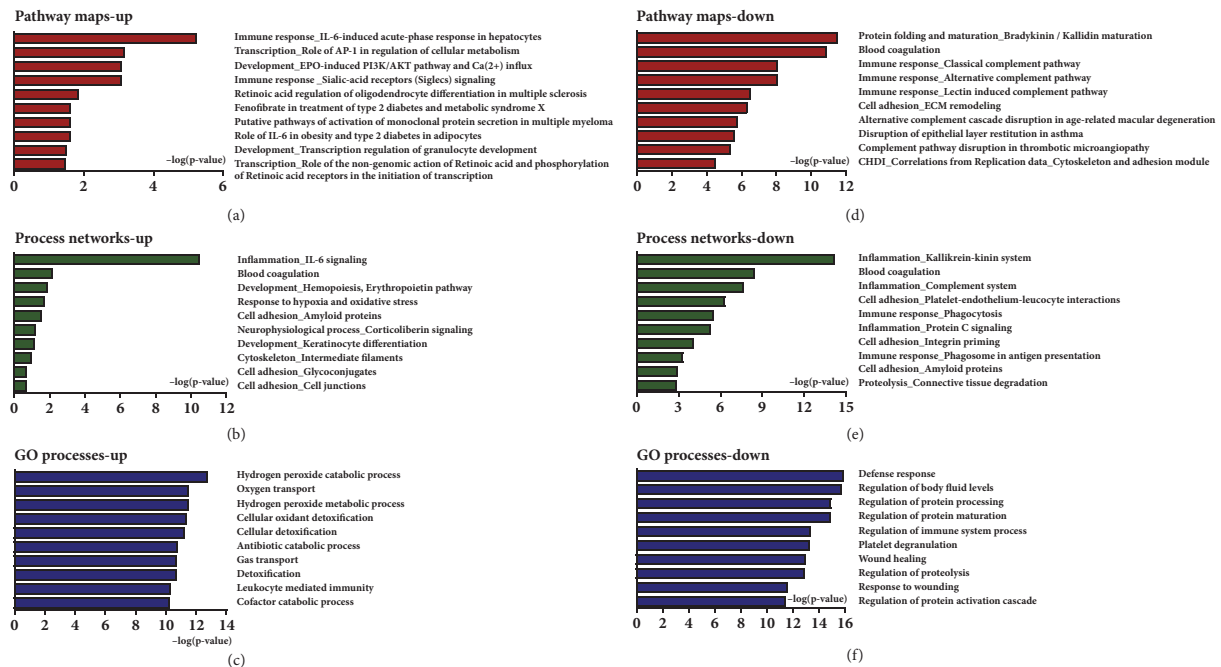 Pathway maps-up
Immune response_IL-6-induced acute-phase response in hepatocytes
Transcription_Role of AP-1 in regulation of cellular metabolism
Development_EPO-induced PI3K/AKT pathway and Ca(2+) influx
Immune response _Sialic-acid receptors (Siglecs) signaling
Retinoic acid regulation of oligodendrocyte differentiation in multiple sclerosis
Fenofibrate in treatment of type 2 diabetes and metabolic syndrome X
Putative pathways of activation of monoclonal protein secretion in multiple myeloma
Role of IL-6 in obesity and type 2 diabetes in adipocytes
Development_Transcription regulation of granulocyte development
Transcription_Role of the non-genomic action of Retinoic and phosphorylation
of Retinoic acid receptors in the initiation of transcription
−log(p-value)
0 2 4 6
(a)
Pathway maps-down
Protein folding and maturation_Bradykinin / Kallidin maturation
Blood coagulation
Immune response_Classical complement pathway
Immune response_Alternative complement pathway
Immune response_Lectin induced complement pathway
Cell adhesion_ECM remodeling
Alternative complement cascade disruption in age-related macular degeneration
Disruption of epithelial layer restitution in asthma
Complement pathway disruption in thrombotic microangiopathy
CHDI_Correlations from Replication data_Cytoskeleton and adhesion module
−log(p-value)
0 2 4 6 8 10 12
(d)
Process networks-up
Inflammation_IL-6 signaling
Blood coagulation
Development_Hemopoiesis, Erythropoietin pathway
Response to hypoxia and oxidative stress
Cell adhesion_Amyloid proteins
Neurophysiological process_Corticoliberin signaling
Development_Keratinocyte differentiation
Cytoskeleton_Intermediate filaments
Cell adhesion_Glycoconjugates
Cell adhesion_Cell junctions
−log(p-value)
0 2 4 6 8 10 12
(b)
Process networks-down
Inflammation_Kallikrein-kinin system
Blood coagulation
Inflammation_Complement system
Cell adhesion_Platelet-endothelium-leucocyte interactions
Immune response_Phagocytosis
Inflammation_Protein C signaling
Cell adhesion_Integrin priming
Immune response_Phagosome in antigen presentation
Cell adhesion_Amyloid proteins
Proteolysis_Connective tissue degradation
−log(p-value)
0 3 6 9 12 15
(e)
GO processes-up
Hydrogen peroxide catabolic process
Oxygen transport
Hydrogen peroxide metabolic process
Cellular oxidant detoxification
Cellular detoxification
Antibiotic catabolic process
Gas transport
Detoxification
Leukocyte mediated immunity
Cofactor catabolic process
0 2 4 6 8 10 12 14
−log(p-value)
(c)
GO processes-down
Defense response
Regulation of body fluid levels
Regulation of protein processing
Regulation of protein maturation
Regulation of immune system process
Platelet degranulation
Wound healing
Regulation of proteolysis
Response to wounding
Regulation of protein activation cascade
−log(p-value)
0 2 4 6 8 10 12 14 16
(f)